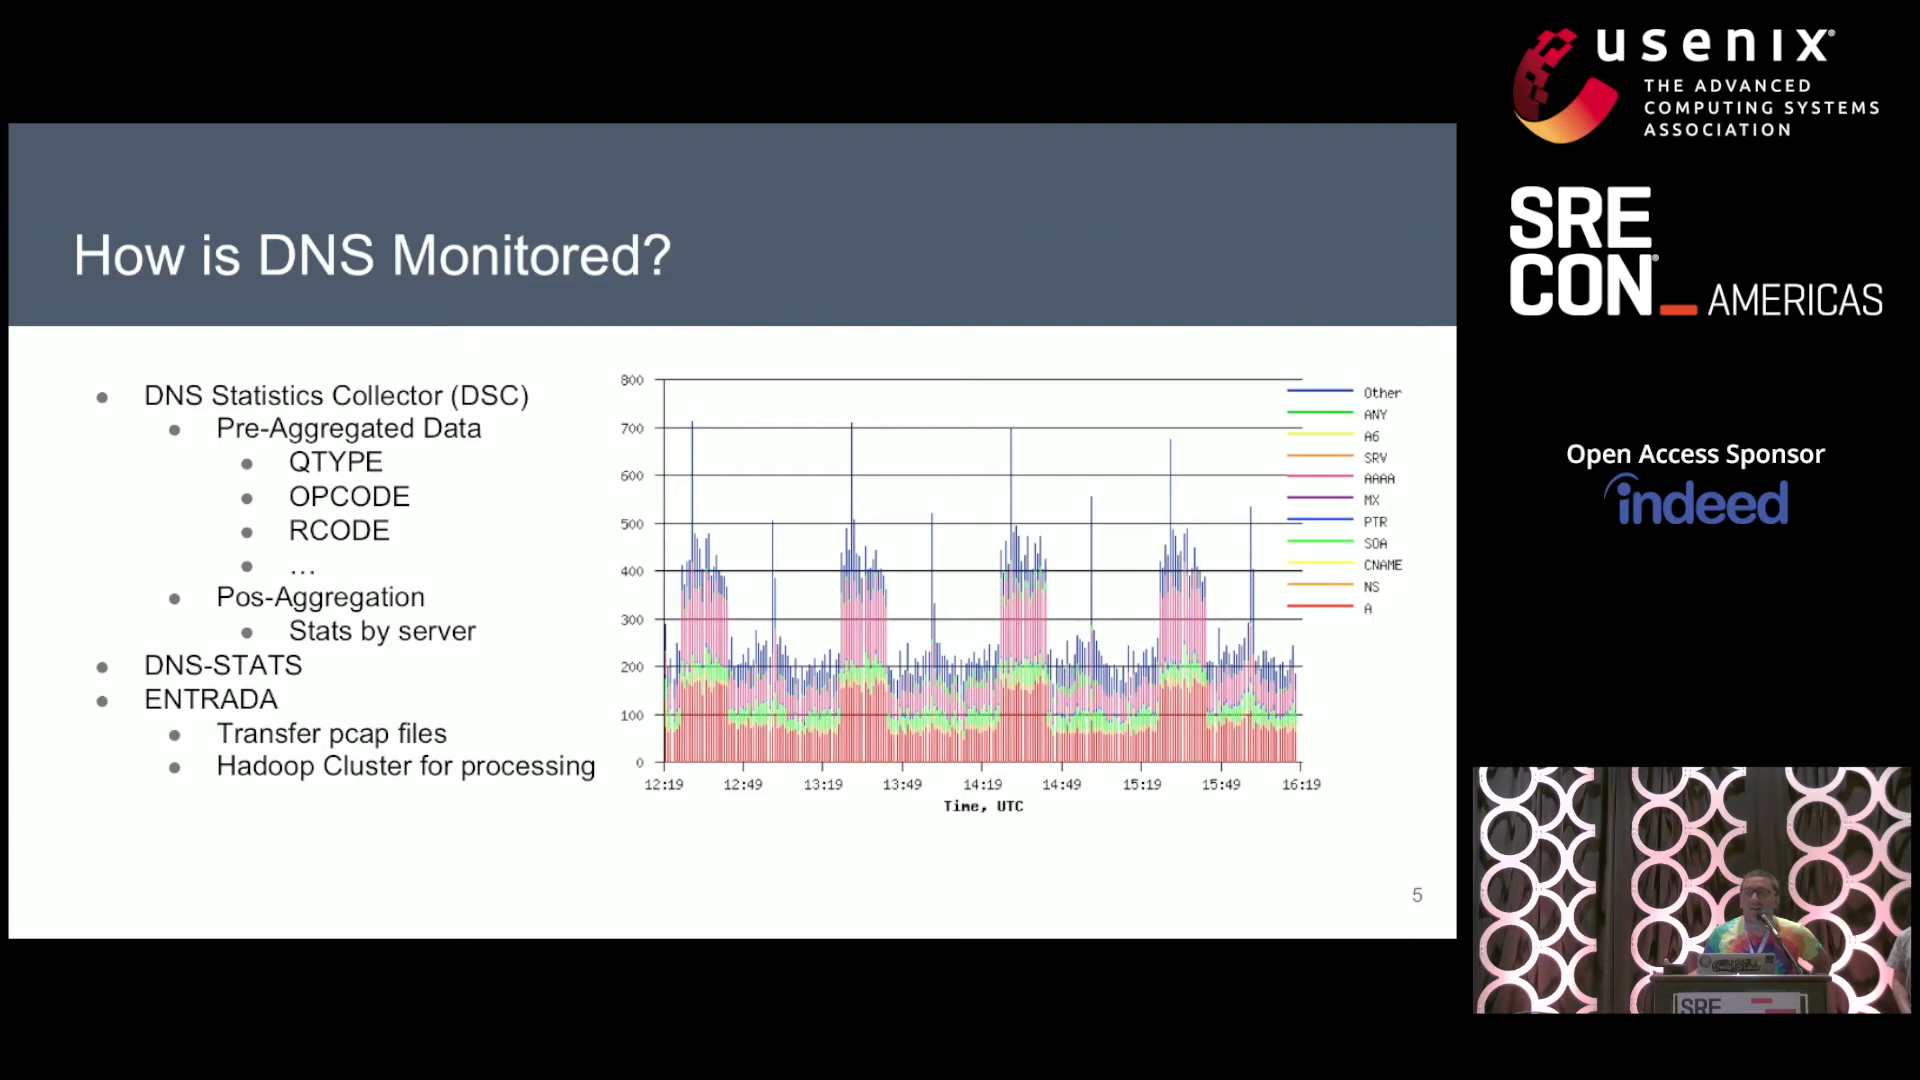 usenix
THE ADVANCED
COMPUTING SYSTEMS
ASSOCIATION
SRE
CON AMERICAS
Open Access Sponsor
indeed
How is DNS Monitored?
DNS Statistics Collector (DSC)
Pre-Aggregated Data
QTYPE
OPCODE
RCODE
...
Pos-Aggregation
Stats by server
DNS-STATS
ENTRADA
Transfer pcap files
Hadoop Cluster for processing
800
700
600
500
400
300
200
100
0
12:19 12:49 13:19 13:49 14:19 14:49 15:19 15:49 16:19
Time, UTC
Other
ANY
A6
SRV
AAAA
MX
PTR
SOA
CNAME
NS
A
5
SRE